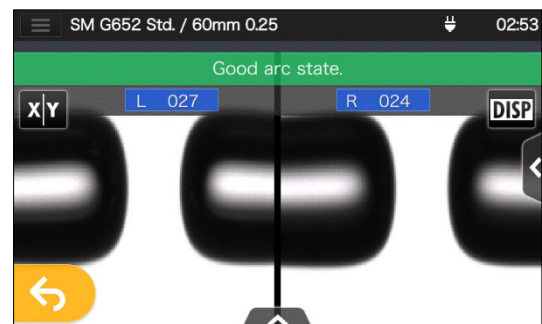 SM G652 Std. / 60mm 0.25 02:53
Good arc state.
L 027 R 024
X|Y DISP